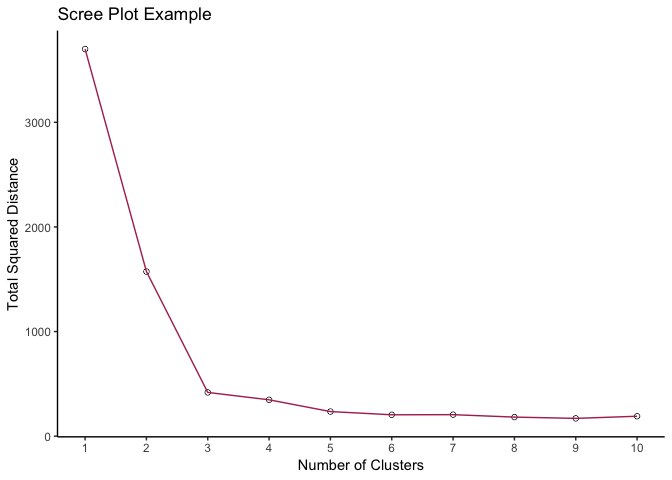 Scree Plot Example
Total Squared Distance
3000
2000
1000
0
1 2 3 4 5 6 7 8 9 10
Number of Clusters